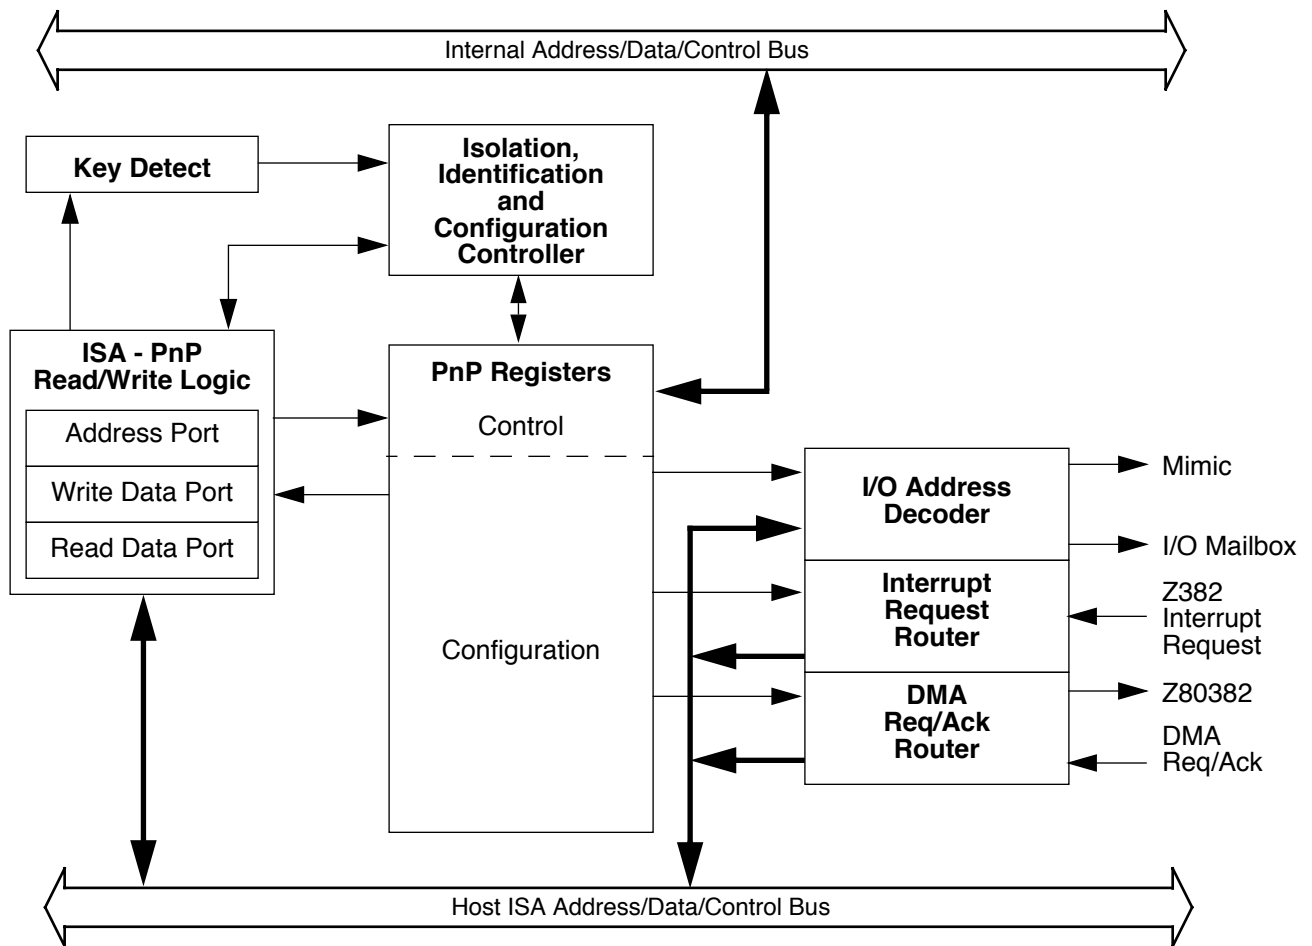 Internal Address/Data/Control Bus
Key Detect
Isolation,
Identification
and
Configuration
Controller
ISA - PnP
Read/Write Logic
Address Port
Write Data Port
Read Data Port
PnP Registers
Control
Configuration
I/O Address
Decoder
Interrupt
Request
Router
DMA
Req/Ack
Router
Mimic
I/O Mailbox
Z382
Interrupt
Request
Z80382
DMA
Req/Ack
Host ISA Address/Data/Control Bus